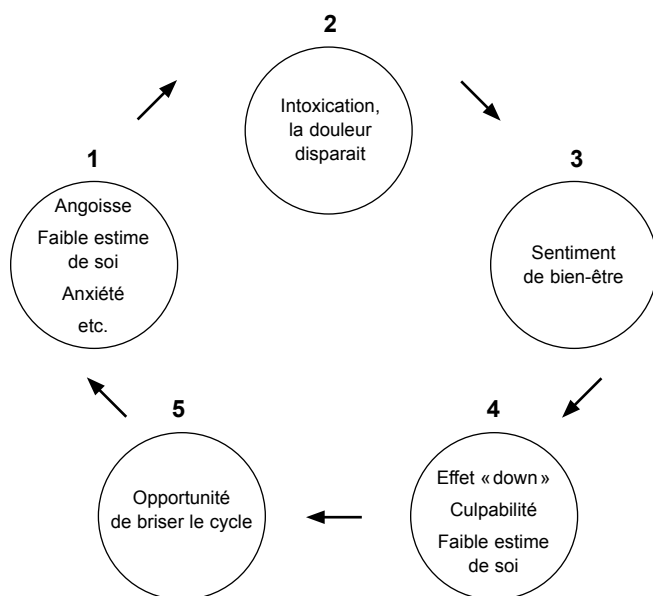 1
Angoisse
Faible estime
de soi
Anxiété
etc.
2
Intoxication,
la douleur
disparait
3
Sentiment
de bien-être
4
Effet « down »
Culpabilité
Faible estime
de soi
5
Opportunité
de briser le cycle